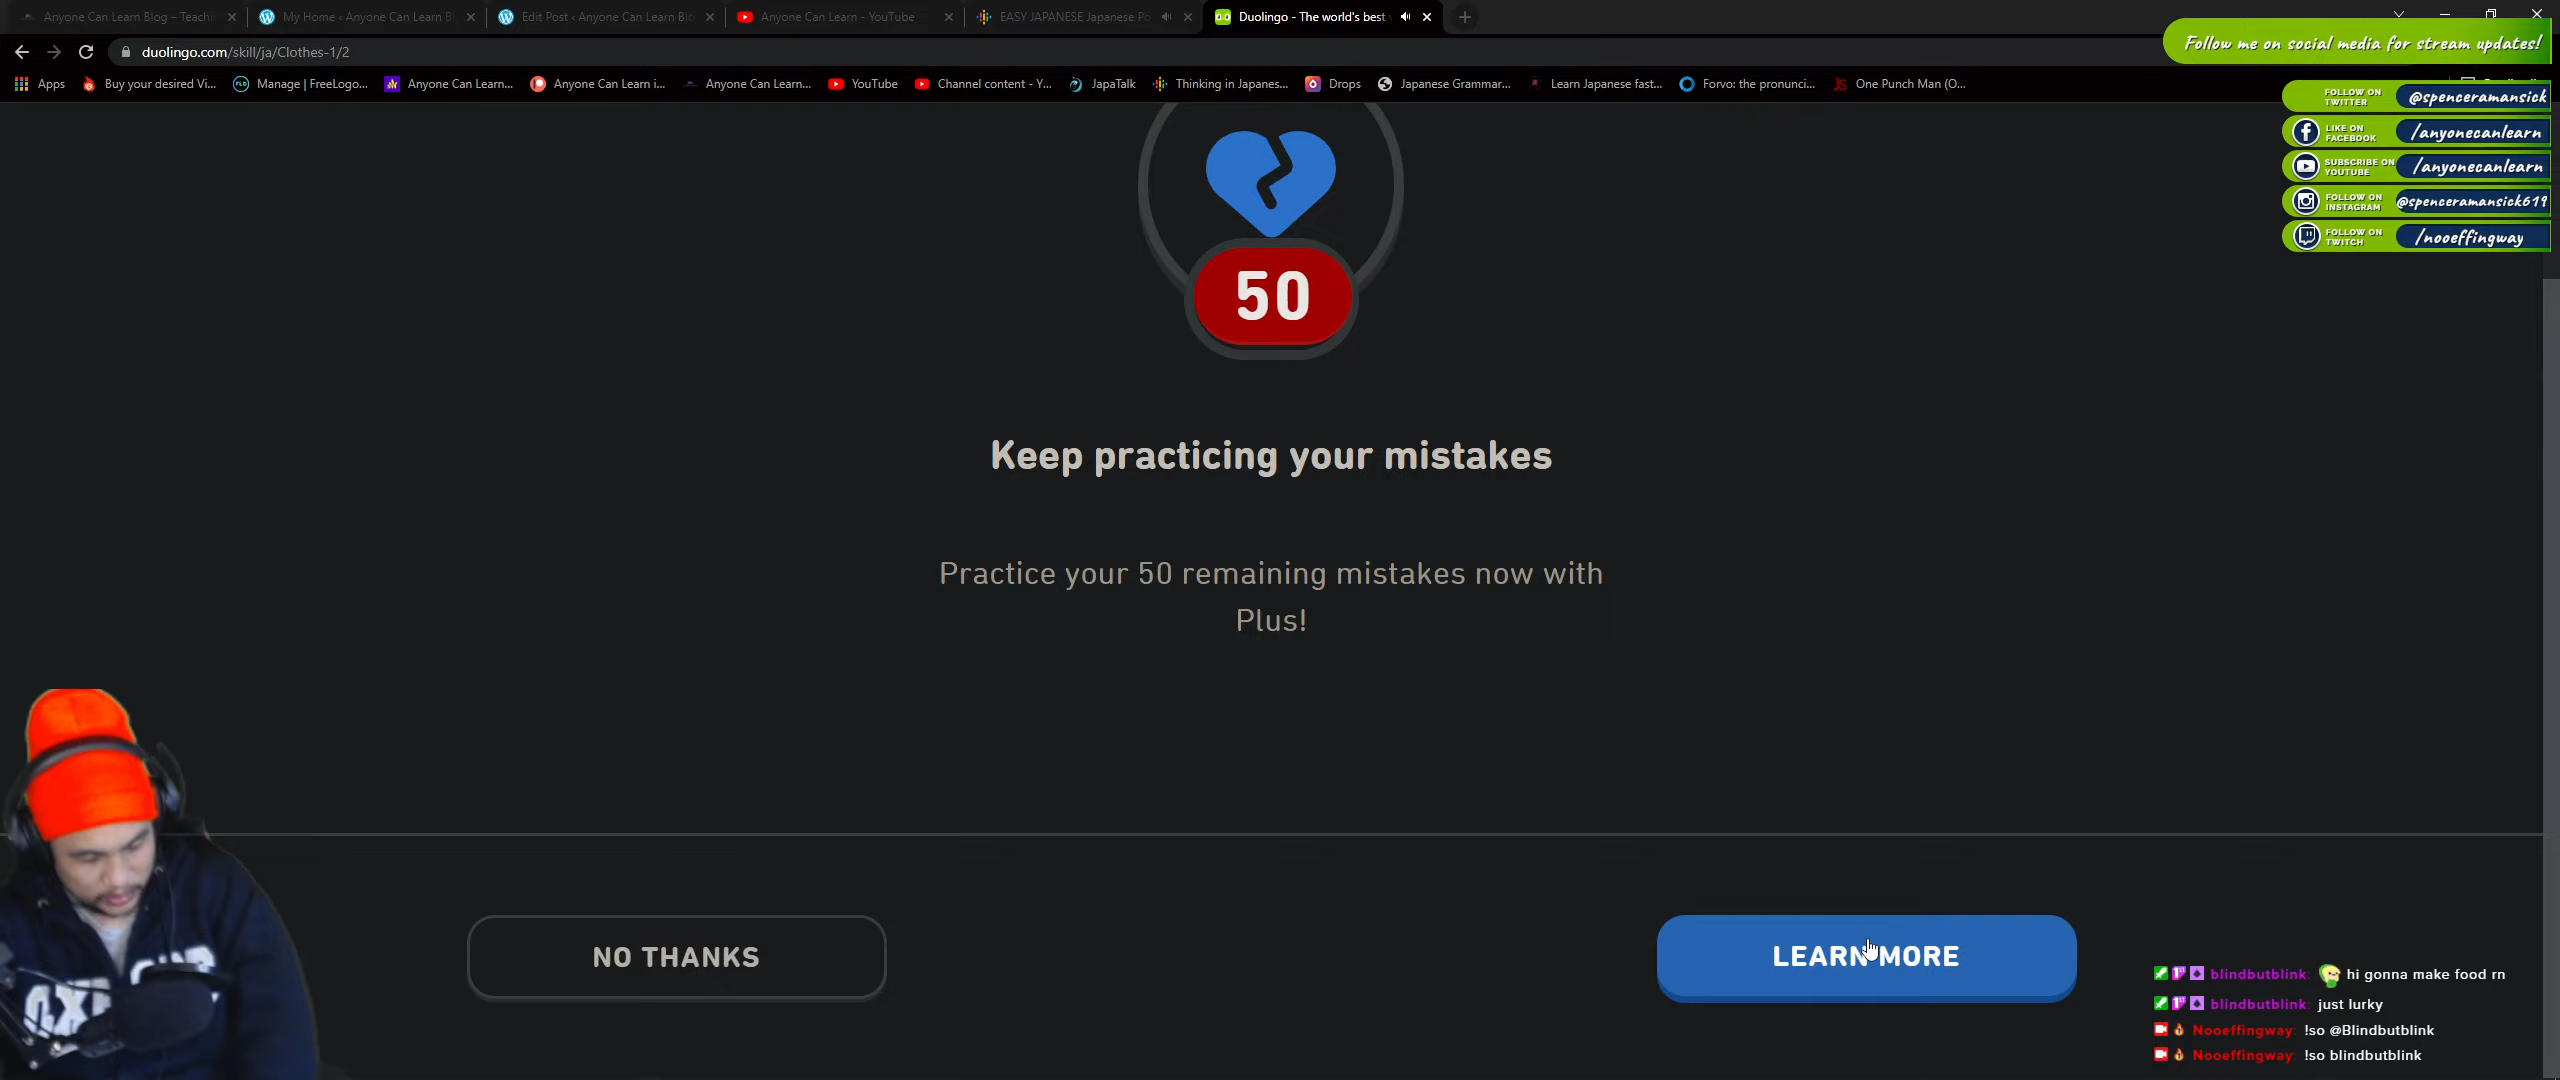 Anyone Can Learn Blog – Teachi
My Home ‹ Anyone Can Learn Bl
Edit Post ‹ Anyone Can Learn Blo
Anyone Can Learn - YouTube
EASY JAPANESE Japanese Po
Duolingo - The world's best
duolingo.com/skill/ja/Clothes-1/2
Follow me on social media for stream updates!
Apps
Buy your desired Vi...
Manage | FreeLogo...
Anyone Can Learn...
Anyone Can Learn i...
Anyone Can Learn...
YouTube
Channel content - Y...
JapaTalk
Thinking in Japanes...
Drops
Japanese Grammar...
Learn Japanese fast...
Forvo: the pronunci...
One Punch Man (O...
FOLLOW ON
TWITTER
@spenceramansick
LIKE ON
FACEBOOK
/anyonecanlearn
SUBSCRIBE ON
YOUTUBE
/anyonecanlearn
FOLLOW ON
INSTAGRAM
@spenceramansick619
FOLLOW ON
TWITCH
/nooeffingway
50
Keep practicing your mistakes
Practice your 50 remaining mistakes now with
Plus!
NO THANKS
LEARN MORE
blindbutblink: hi gonna make food rn
blindbutblink: just lurky
Nooeffingway: !so @Blindbutblink
Nooeffingway: !so blindbutblink